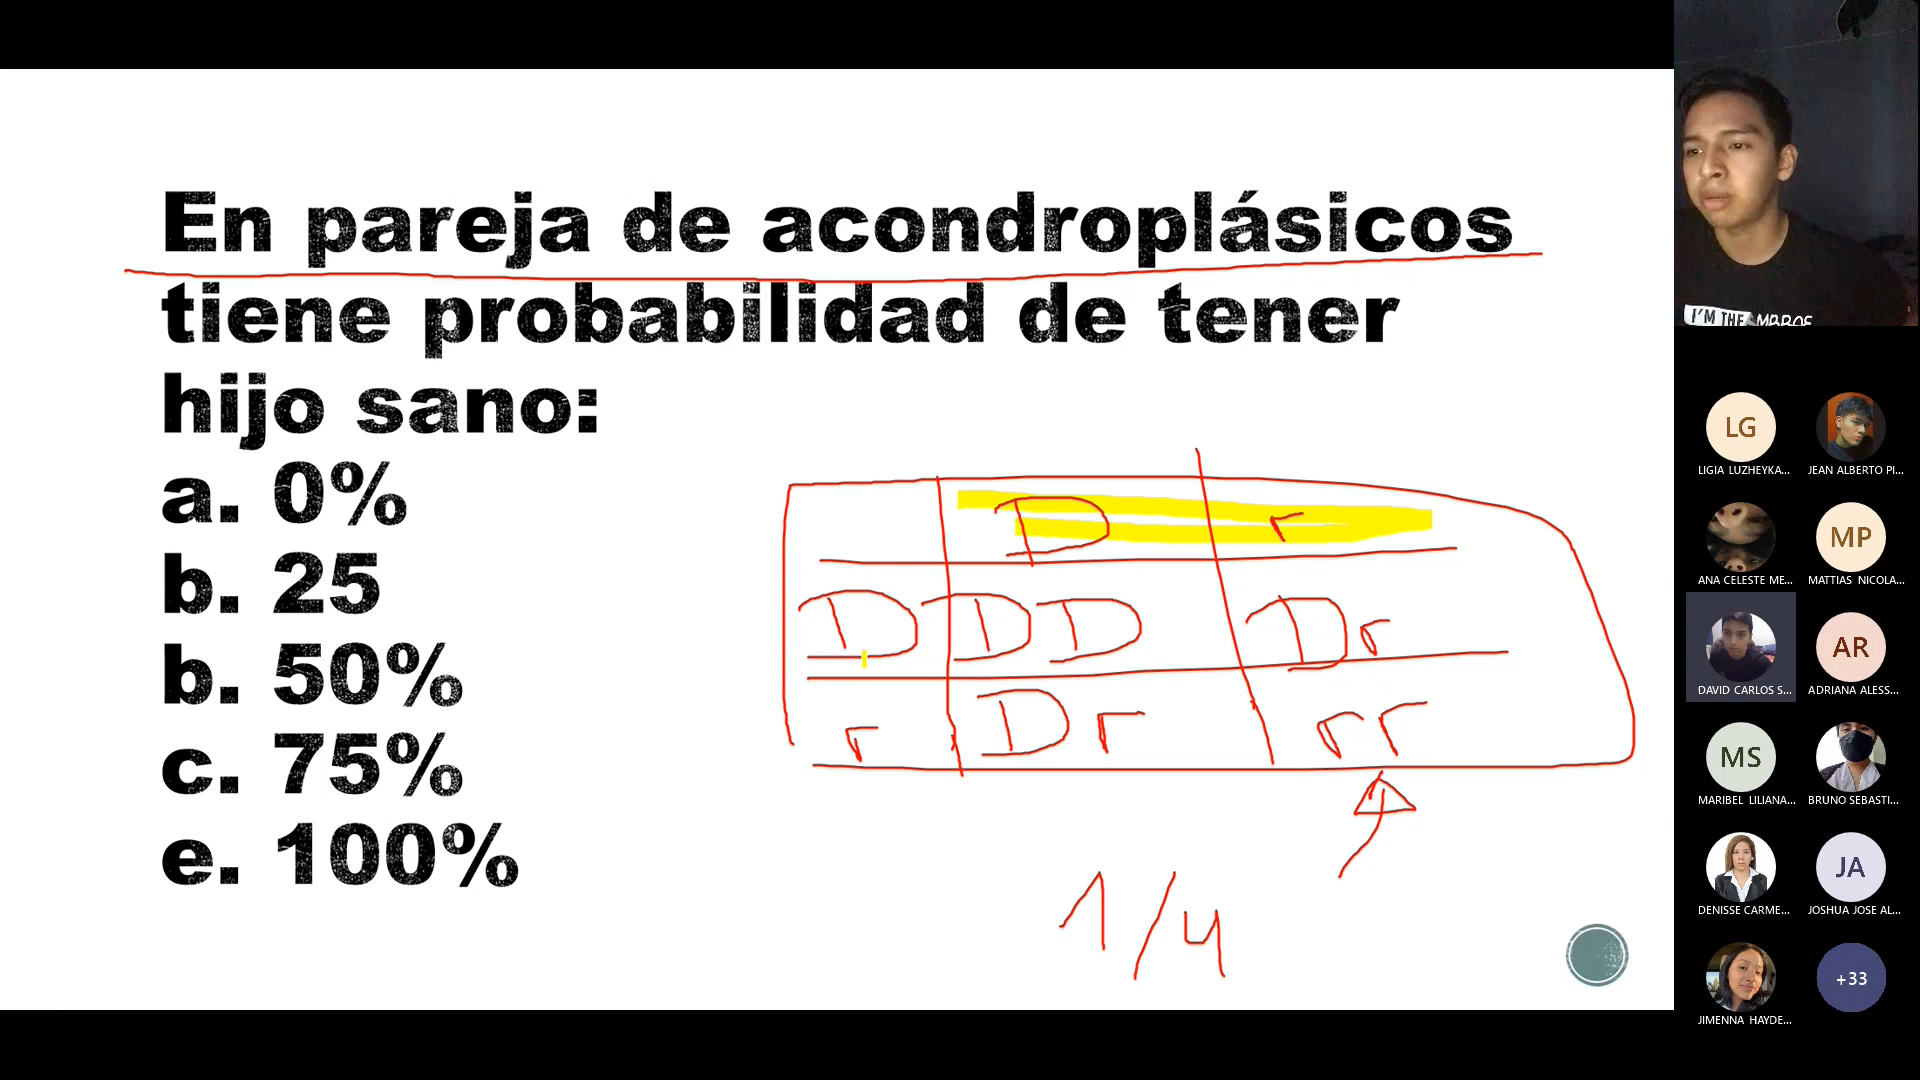 En pareja de acondroplásicos
tiene probabilidad de tener
hijo sano:
a. 0%
b. 25
b. 50%
c. 75%
e. 100%
D r
D DD Dr
r Dr rr
1/4
I'M THE
LG
LIGIA LUZHEYKA...
JEAN ALBERTO PI...
ANA CELESTE ME...
MP
MATTIAS NICOLA...
DAVID CARLOS S...
AR
ADRIANA ALESS...
MS
MARIBEL LILIANA...
BRUNO SEBASTI...
DENISSE CARME...
JA
JOSHUA JOSE AL...
JIMENNA HAYDE...
+33